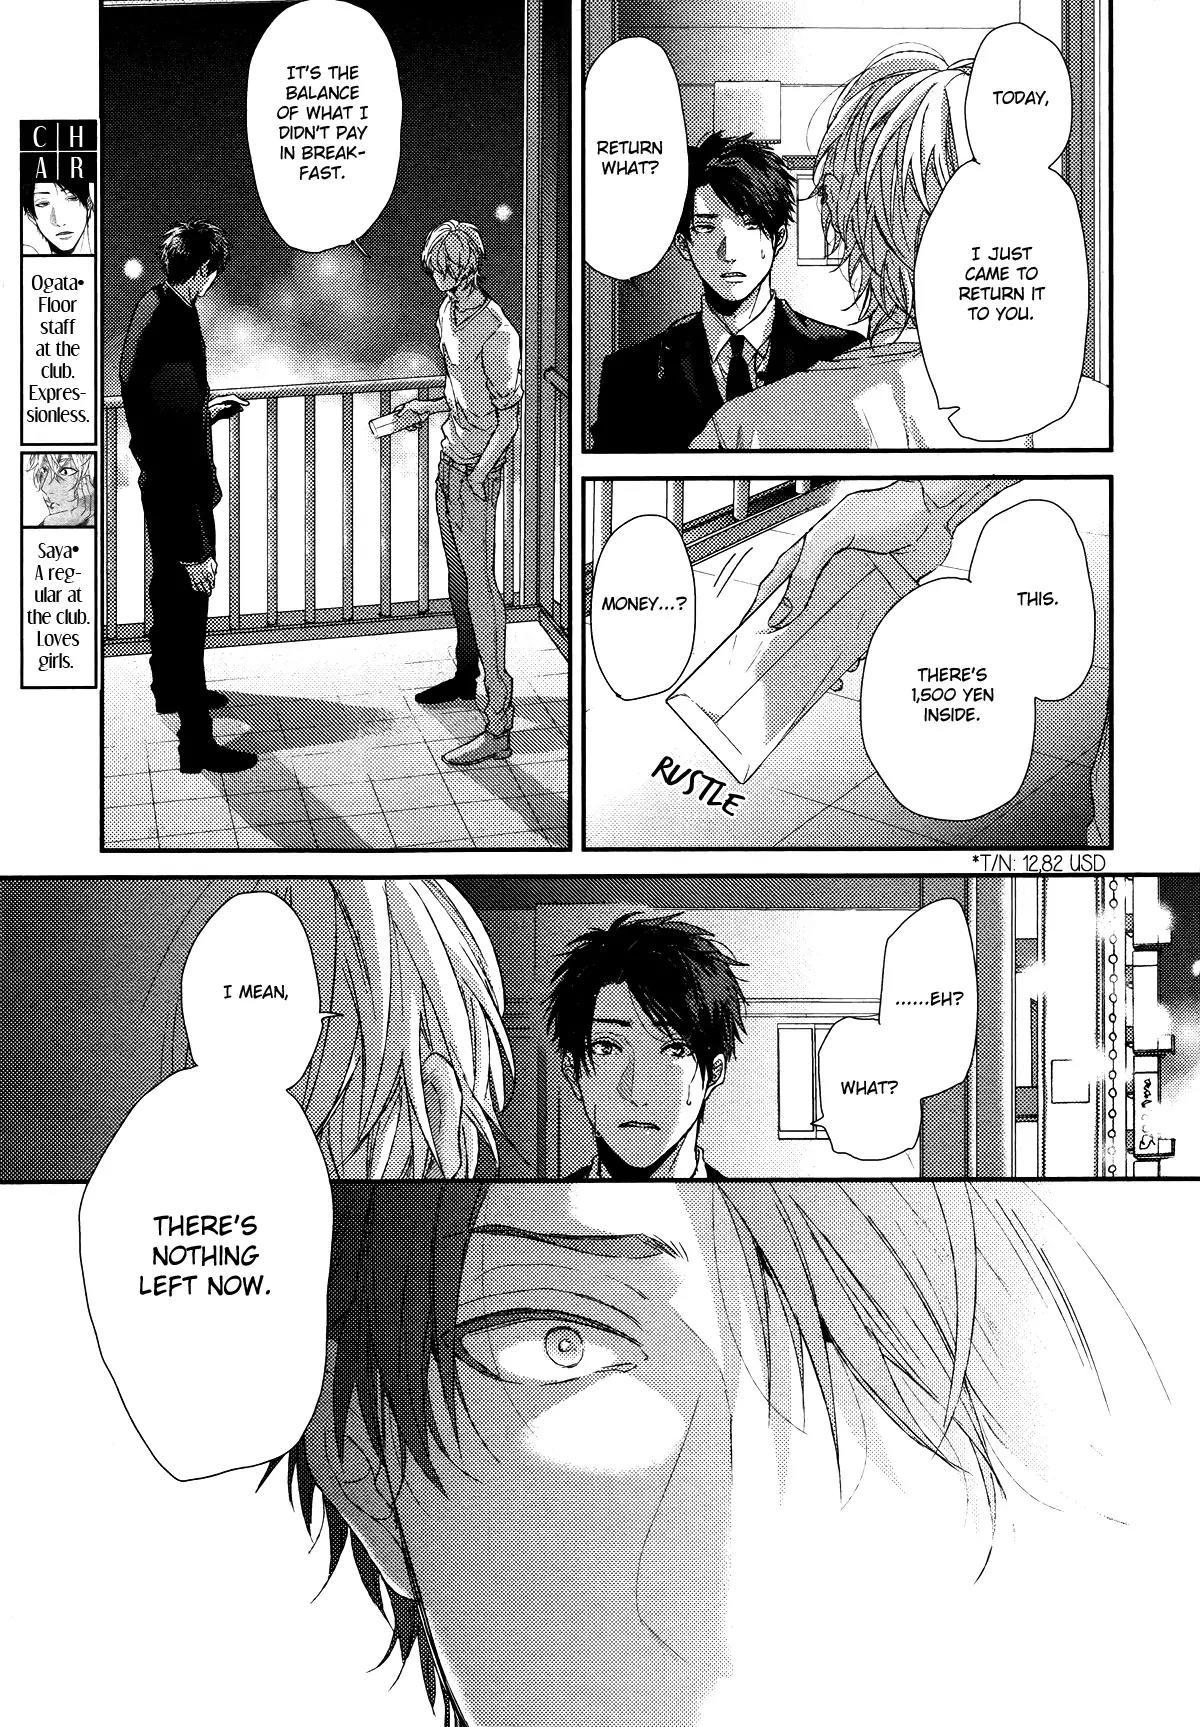 TODAY,
I JUST
CAME TO
RETURN IT
TO YOU.
RETURN
WHAT?
THIS.
THERE'S
1,500 YEN
INSIDE.
MONEY...?
RUSTLE
*T/N: 12,82 USD
IT'S THE
BALANCE
OF WHAT I
DIDN'T PAY
IN BREAK-
FAST.
C H
A R
Ogata•
Floor
staff
at the
club.
Expres-
sionless.
Saya•
A reg-
ular at
the club.
Loves
girls.
......EH?
WHAT?
I MEAN,
THERE'S
NOTHING
LEFT NOW.